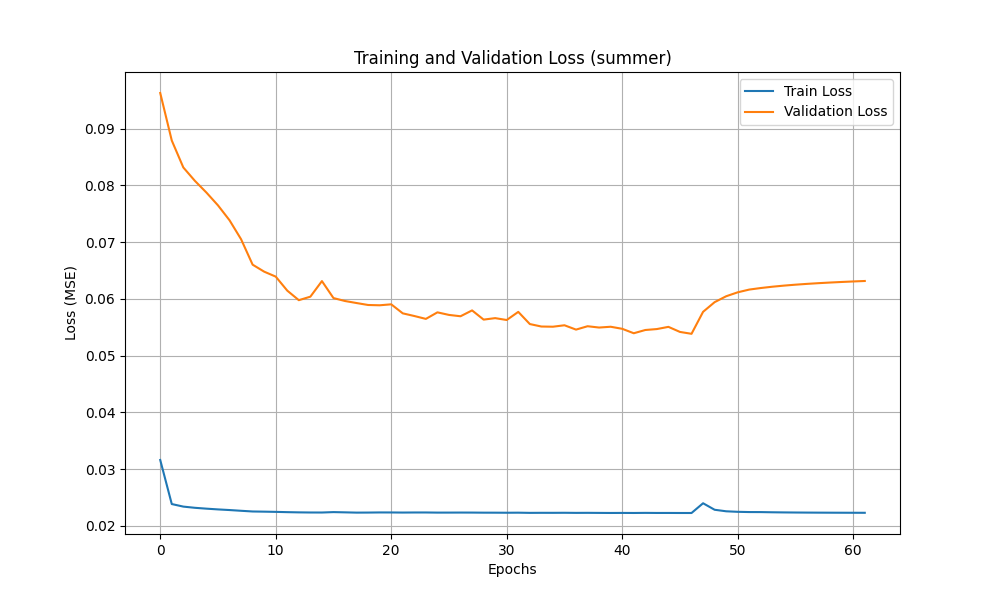 Training and Validation Loss (summer)
Train Loss
Validation Loss
Loss (MSE)
0.09
0.08
0.07
0.06
0.05
0.04
0.03
0.02
0 10 20 30 40 50 60
Epochs